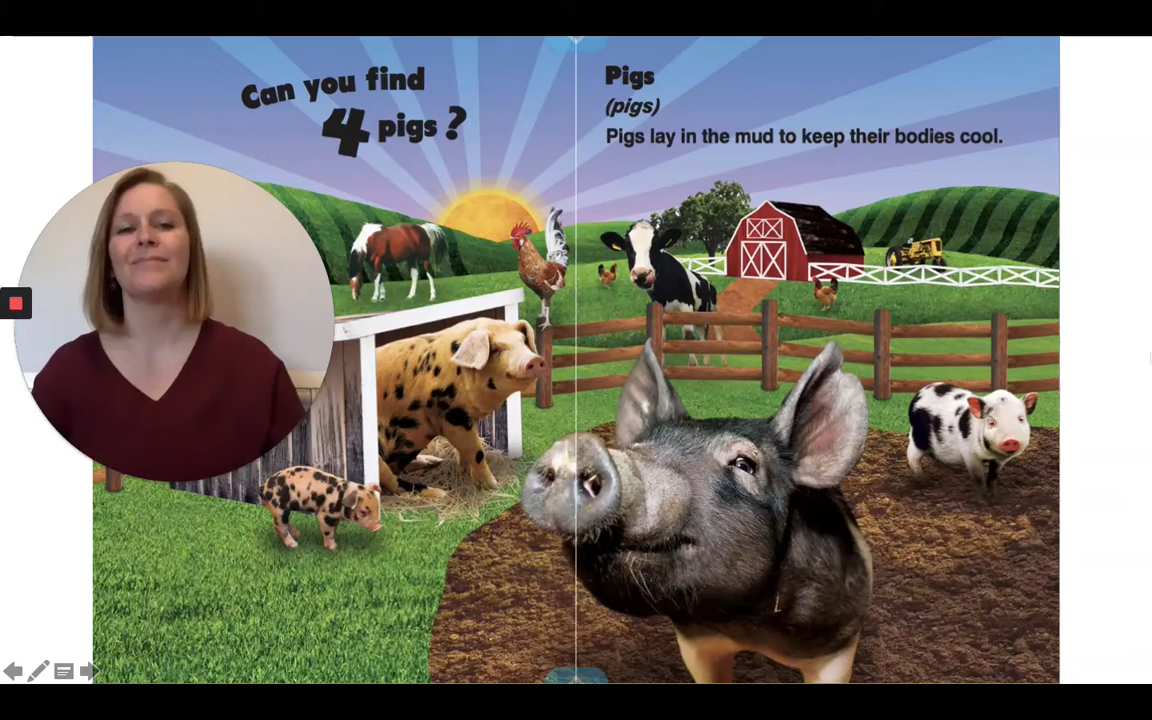 Can you find
4 pigs?
Pigs
(pigs)
Pigs lay in the mud to keep their bodies cool.